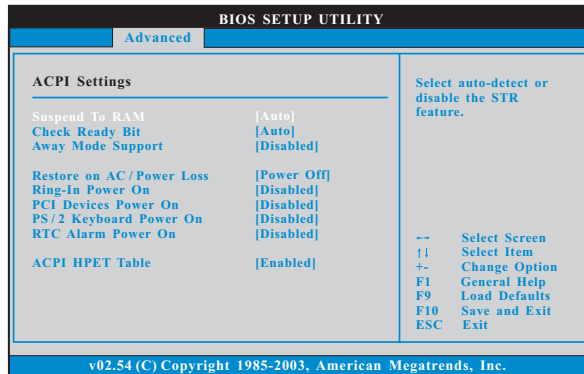 BIOS SETUP UTILITY
Advanced
ACPI Settings
Suspend To RAM [Auto]
Check Ready Bit [Auto]
Away Mode Support [Disabled]
Restore on AC / Power Loss [Power Off]
Ring-In Power On [Disabled]
PCI Devices Power On [Disabled]
PS / 2 Keyboard Power On [Disabled]
RTC Alarm Power On [Disabled]
ACPI HPET Table [Enabled]
Select auto-detect or
disable the STR
feature.
←→ Select Screen
↑↓ Select Item
+- Change Option
F1 General Help
F9 Load Defaults
F10 Save and Exit
ESC Exit
v02.54 (C) Copyright 1985-2003, American Megatrends, Inc.